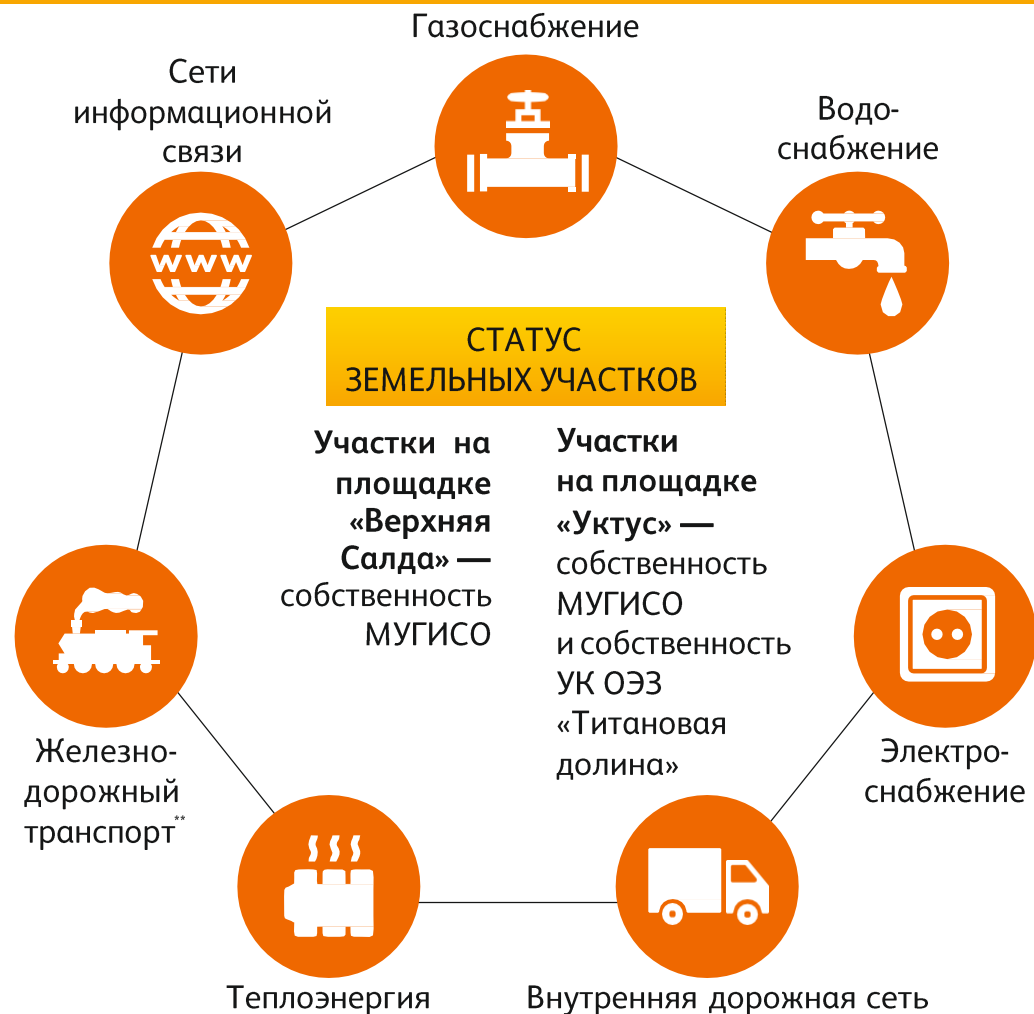 Газоснабжение
Сети
информационной
связи
Водо-
снабжение
www
СТАТУС
ЗЕМЕЛЬНЫХ УЧАСТКОВ
Участки на
площадке
«Верхняя
Салда» —
собственность
МУГИСО
Участки
на площадке
«Уктус» —
собственность
МУГИСО
и собственность
УК ОЭЗ
«Титановая
долина»
Железно-
дорожный
транспорт**
Электро-
снабжение
Теплоэнергия
Внутренняя дорожная сеть